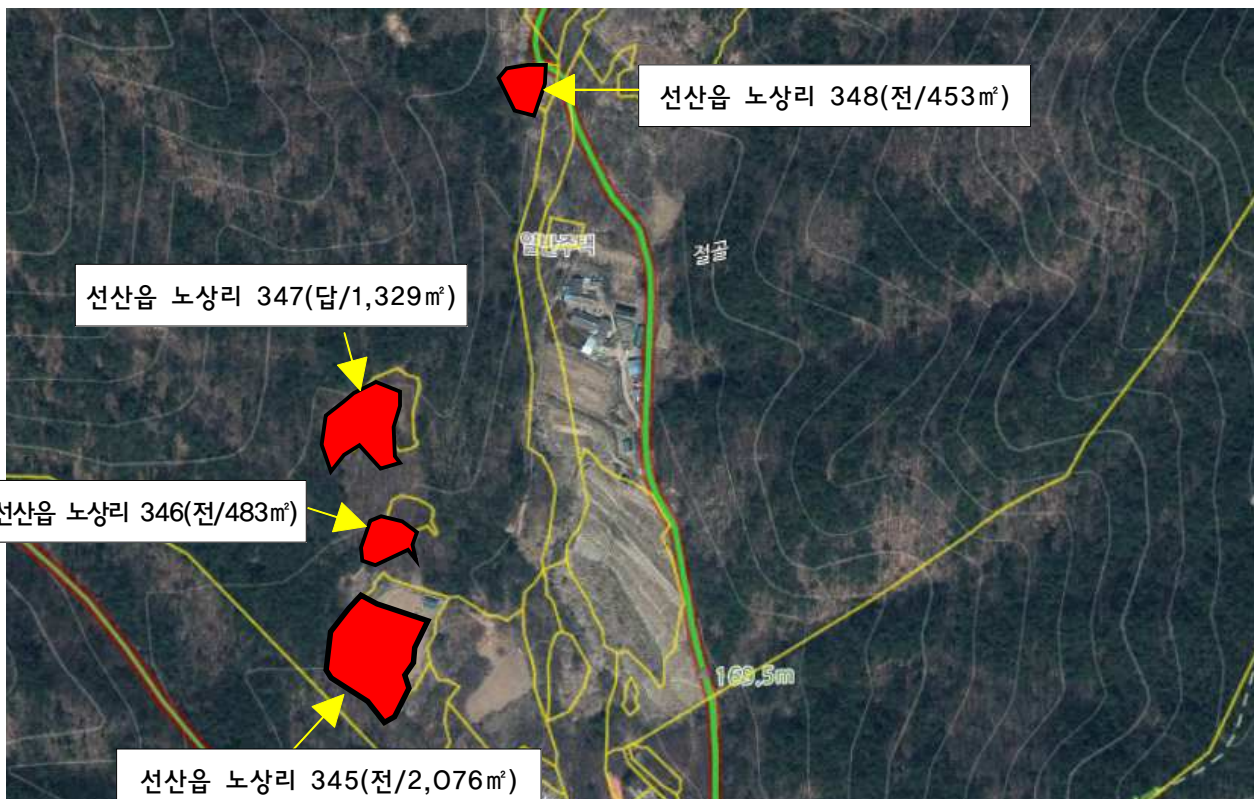 선산읍 노상리 348(전/453㎡)
일반주택
절골
선산읍 노상리 347(답/1,329㎡)
선산읍 노상리 346(전/483㎡)
169.5m
선산읍 노상리 345(전/2,076㎡)